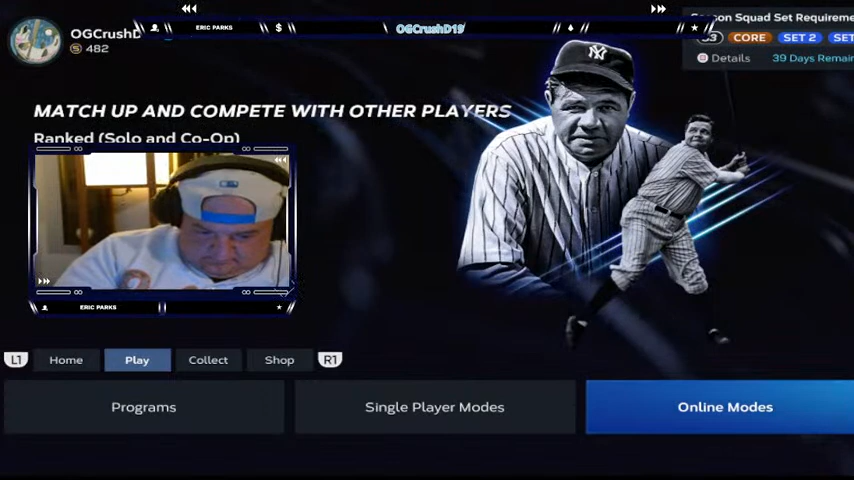 ERIC PARKS
$
OGCrushD19
OGCrushD
S 482
Season Squad Set Requireme
CORE
SET 2
SET
Details
39 Days Remai
MATCH UP AND COMPETE WITH OTHER PLAYERS
Ranked (Solo and Co-Op)
ERIC PARKS
L1
Home
Play
Collect
Shop
R1
Programs
Single Player Modes
Online Modes